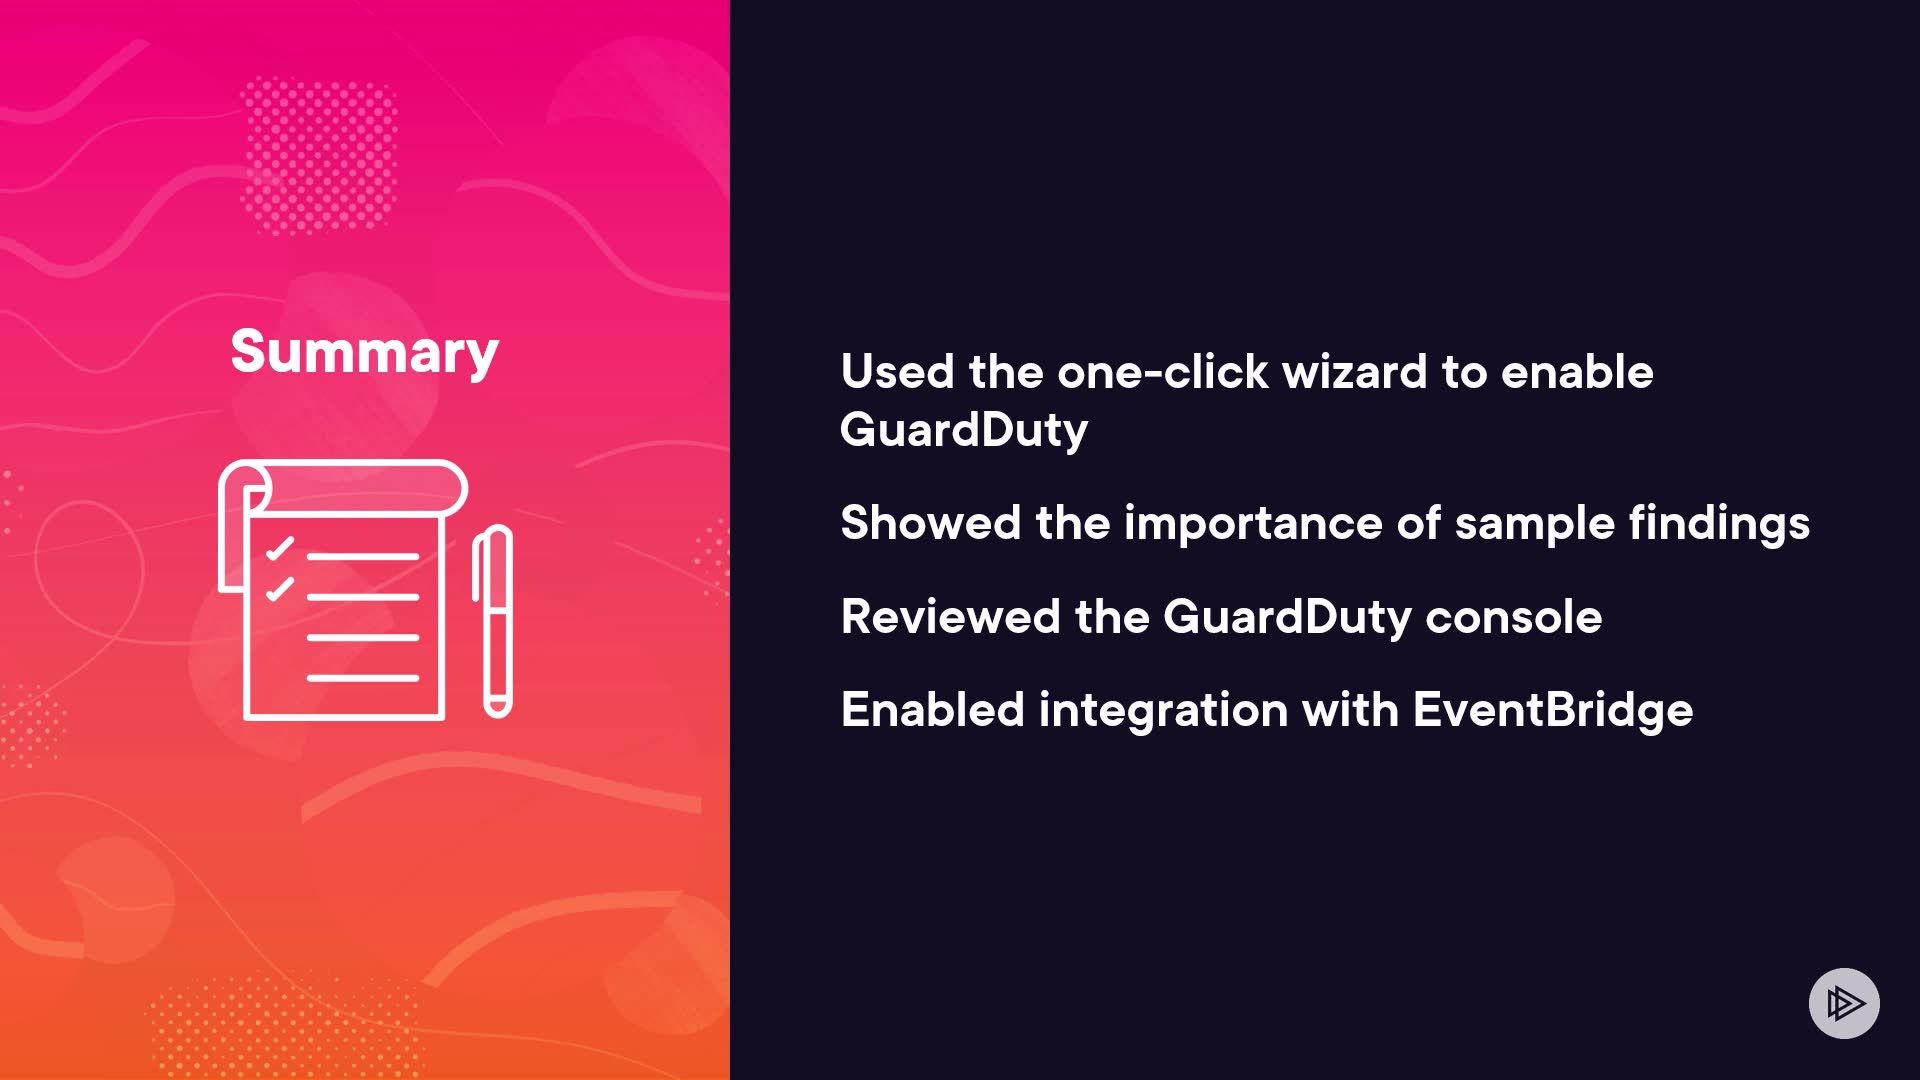 Summary
Used the one-click wizard to enable
GuardDuty
Showed the importance of sample findings
Reviewed the GuardDuty console
Enabled integration with EventBridge